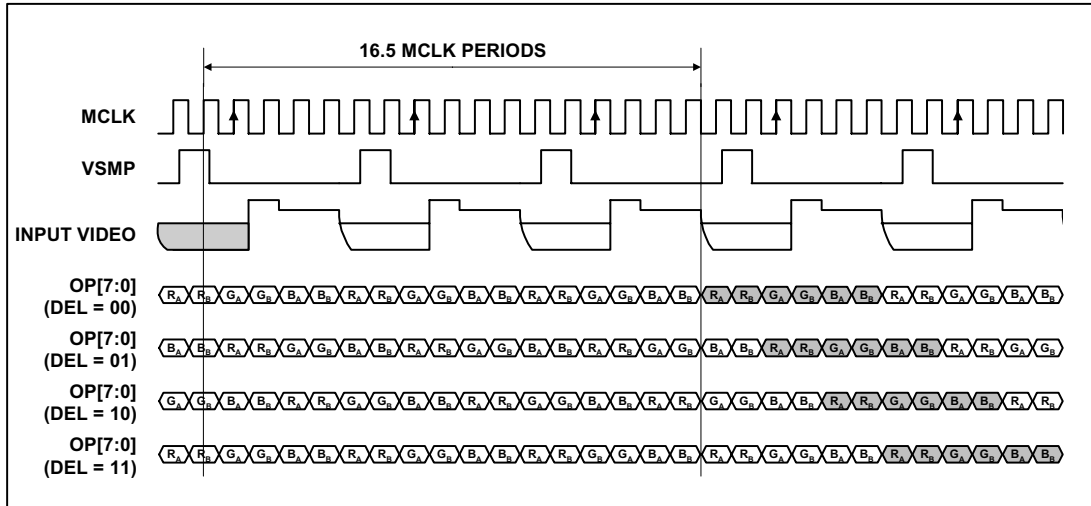 16.5 MCLK PERIODS
MCLK
VSMP
INPUT VIDEO
OP[7:0]
(DEL = 00)
RA RB GA GB BA BB RA RB GA GB BA BB RA RB GA GB BA BB RA RB GA GB BA BB RA RB GA GB BA BB
OP[7:0]
(DEL = 01)
BA BB RA RB GA GB BA BB RA RB GA GB BA BB RA RB GA GB BA BB RA RB GA GB BA BB RA RB GA GB
OP[7:0]
(DEL = 10)
GA GB BA BB RA RB GA GB BA BB RA RB GA GB BA BB RA RB GA GB BA BB RA RB GA GB BA BB RA RB
OP[7:0]
(DEL = 11)
RA RB GA GB BA BB RA RB GA GB BA BB RA RB GA GB BA BB RA RB GA GB BA BB RA RB GA GB BA BB